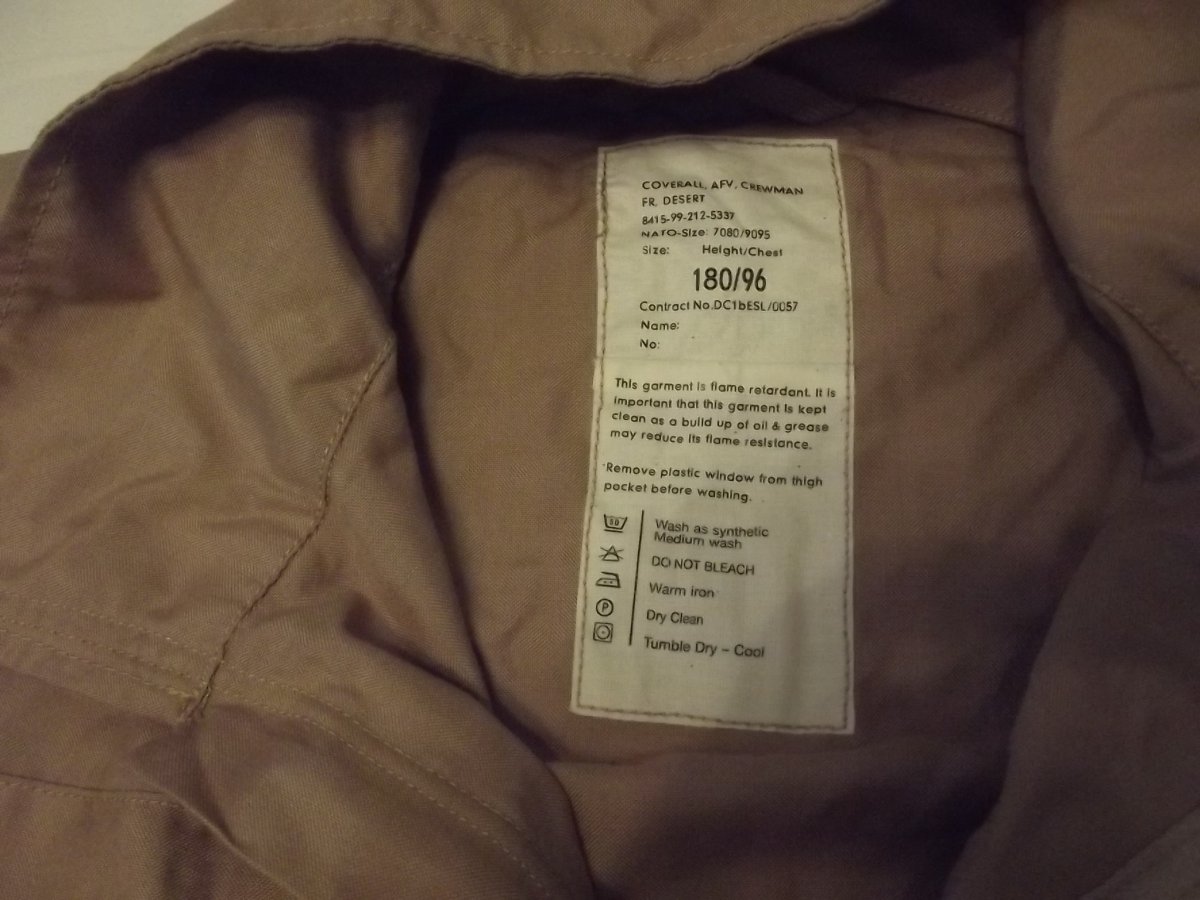 COVERALL, AFV, CREWMAN
FR, DESERT
8415-99-212-5337
NATO-Size: 7080/9095
Size: Height/Chest
180/96
Contract No.DC1bESL/0057
Name:
No:
This garment is flame retardant. It is
important that this garment is kept
clean as a build up of oil & grease
may reduce its flame resistance.
Remove plastic window from thigh
pocket before washing.
50
Wash as synthetic
Medium wash
DO NOT BLEACH
Warm iron
P
Dry Clean
Tumble Dry – Cool